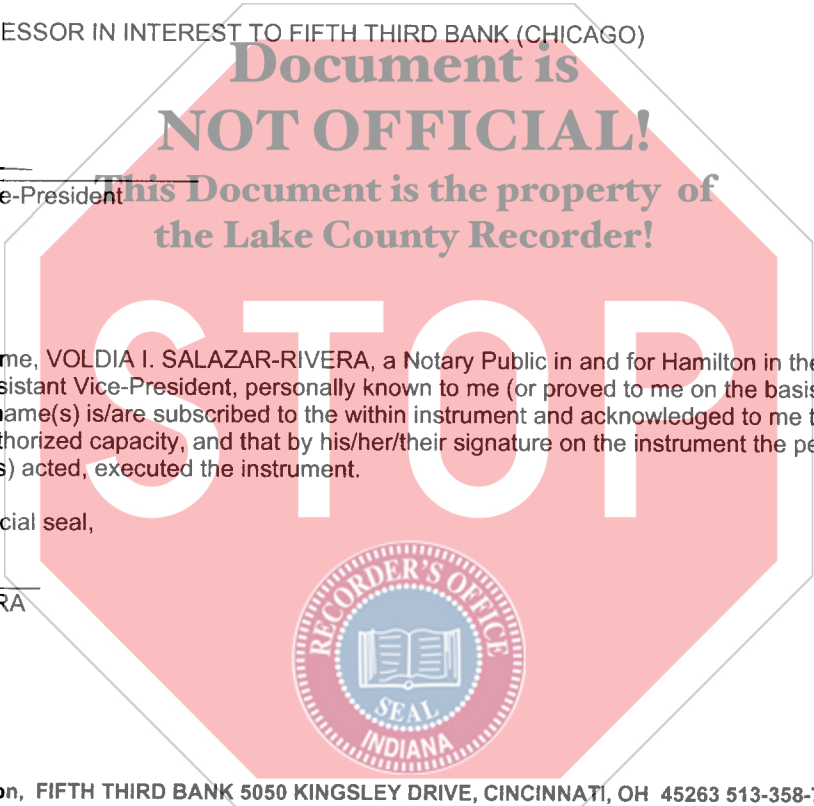 ESSOR IN INTEREST TO FIFTH THIRD BANK (CHICAGO)
Document is
NOT OFFICIAL!
e-President
This Document is the property of
the Lake County Recorder!
STOP
me, VOLDIA I. SALAZAR-RIVERA, a Notary Public in and for Hamilton in the
sistant Vice-President, personally known to me (or proved to me on the basis
name(s) is/are subscribed to the within instrument and acknowledged to me t
thorized capacity, and that by his/her/their signature on the instrument the pe
s) acted, executed the instrument.
cial seal,
RA
RECORDER'S OFFICE
SEAL
INDIANA
on, FIFTH THIRD BANK 5050 KINGSLEY DRIVE, CINCINNATI, OH 45263 513-358-